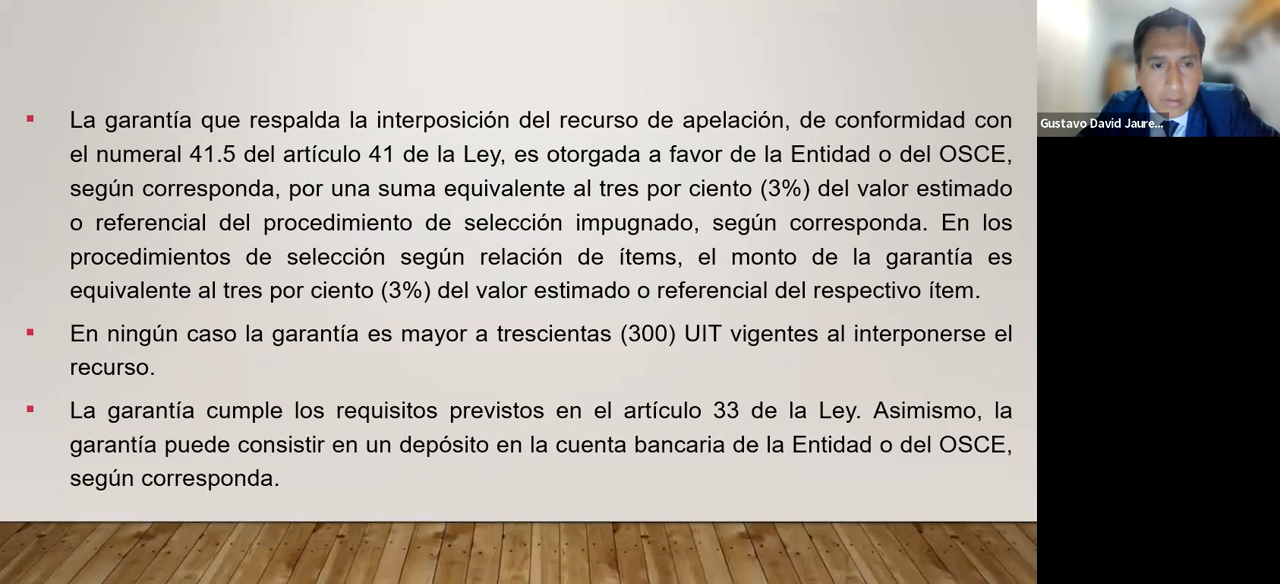 La garantía que respalda la interposición del recurso de apelación, de conformidad con
el numeral 41.5 del artículo 41 de la Ley, es otorgada a favor de la Entidad o del OSCE,
según corresponda, por una suma equivalente al tres por ciento (3%) del valor estimado
o referencial del procedimiento de selección impugnado, según corresponda. En los
procedimientos de selección según relación de ítems, el monto de la garantía es
equivalente al tres por ciento (3%) del valor estimado o referencial del respectivo ítem.
En ningún caso la garantía es mayor a trescientas (300) UIT vigentes al interponerse el
recurso.
La garantía cumple los requisitos previstos en el artículo 33 de la Ley. Asimismo, la
garantía puede consistir en un depósito en la cuenta bancaria de la Entidad o del OSCE,
según corresponda.
Gustavo David Jaure...